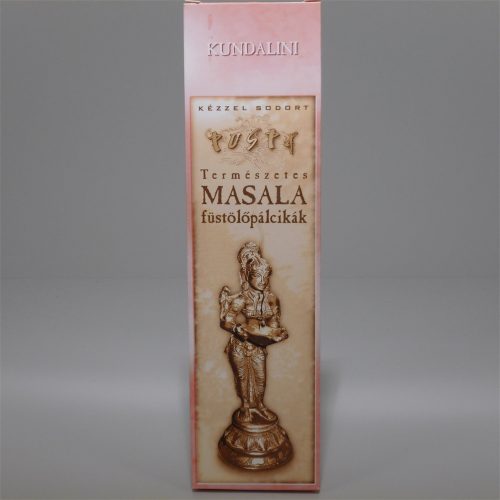 KUNDALINI
KÉZZEL SODORT
TUSTA
Természetes
MASALA
füstölőpálcikák